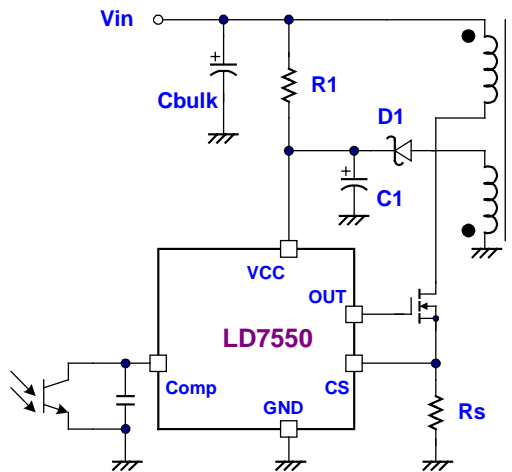 Vin
Cbulk
R1
D1
C1
VCC
OUT
LD7550
Comp
CS
GND
Rs
+
+